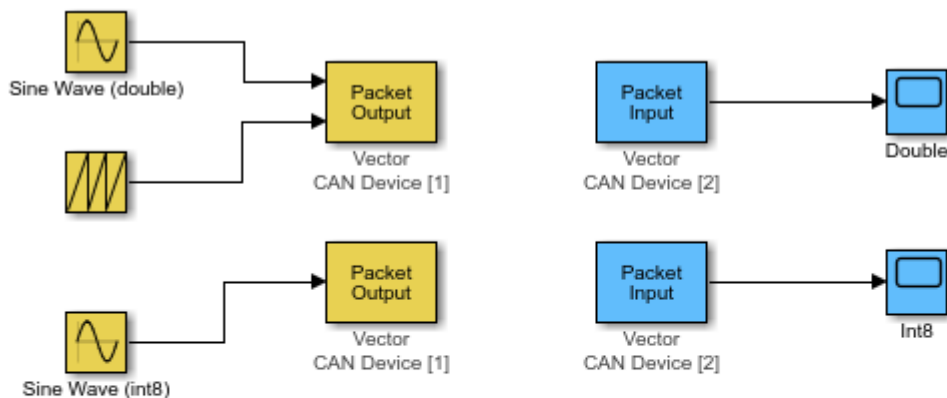 Sine Wave (double)
Packet
Output
Vector
CAN Device [1]
Packet
Input
Vector
CAN Device [2]
Double
Packet
Output
Vector
CAN Device [1]
Sine Wave (int8)
Packet
Input
Vector
CAN Device [2]
Int8